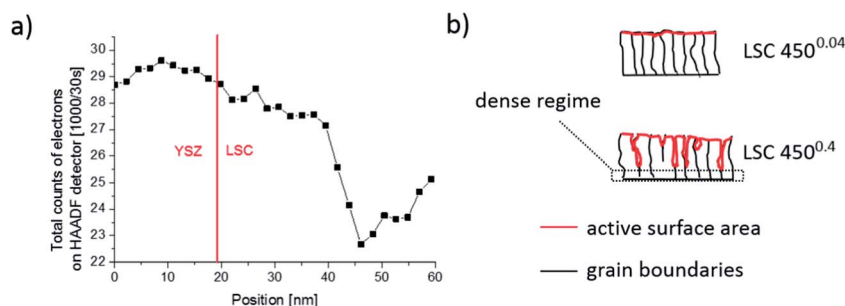 a)
Total counts of electrons
on HAADF detector [1000/30s]
30
29
28
27
26
25
24
23
22
YSZ LSC
0 10 20 30 40 50 60
Position [nm]
b)
LSC 450^0.04
dense regime
LSC 450^0.4
active surface area
grain boundaries